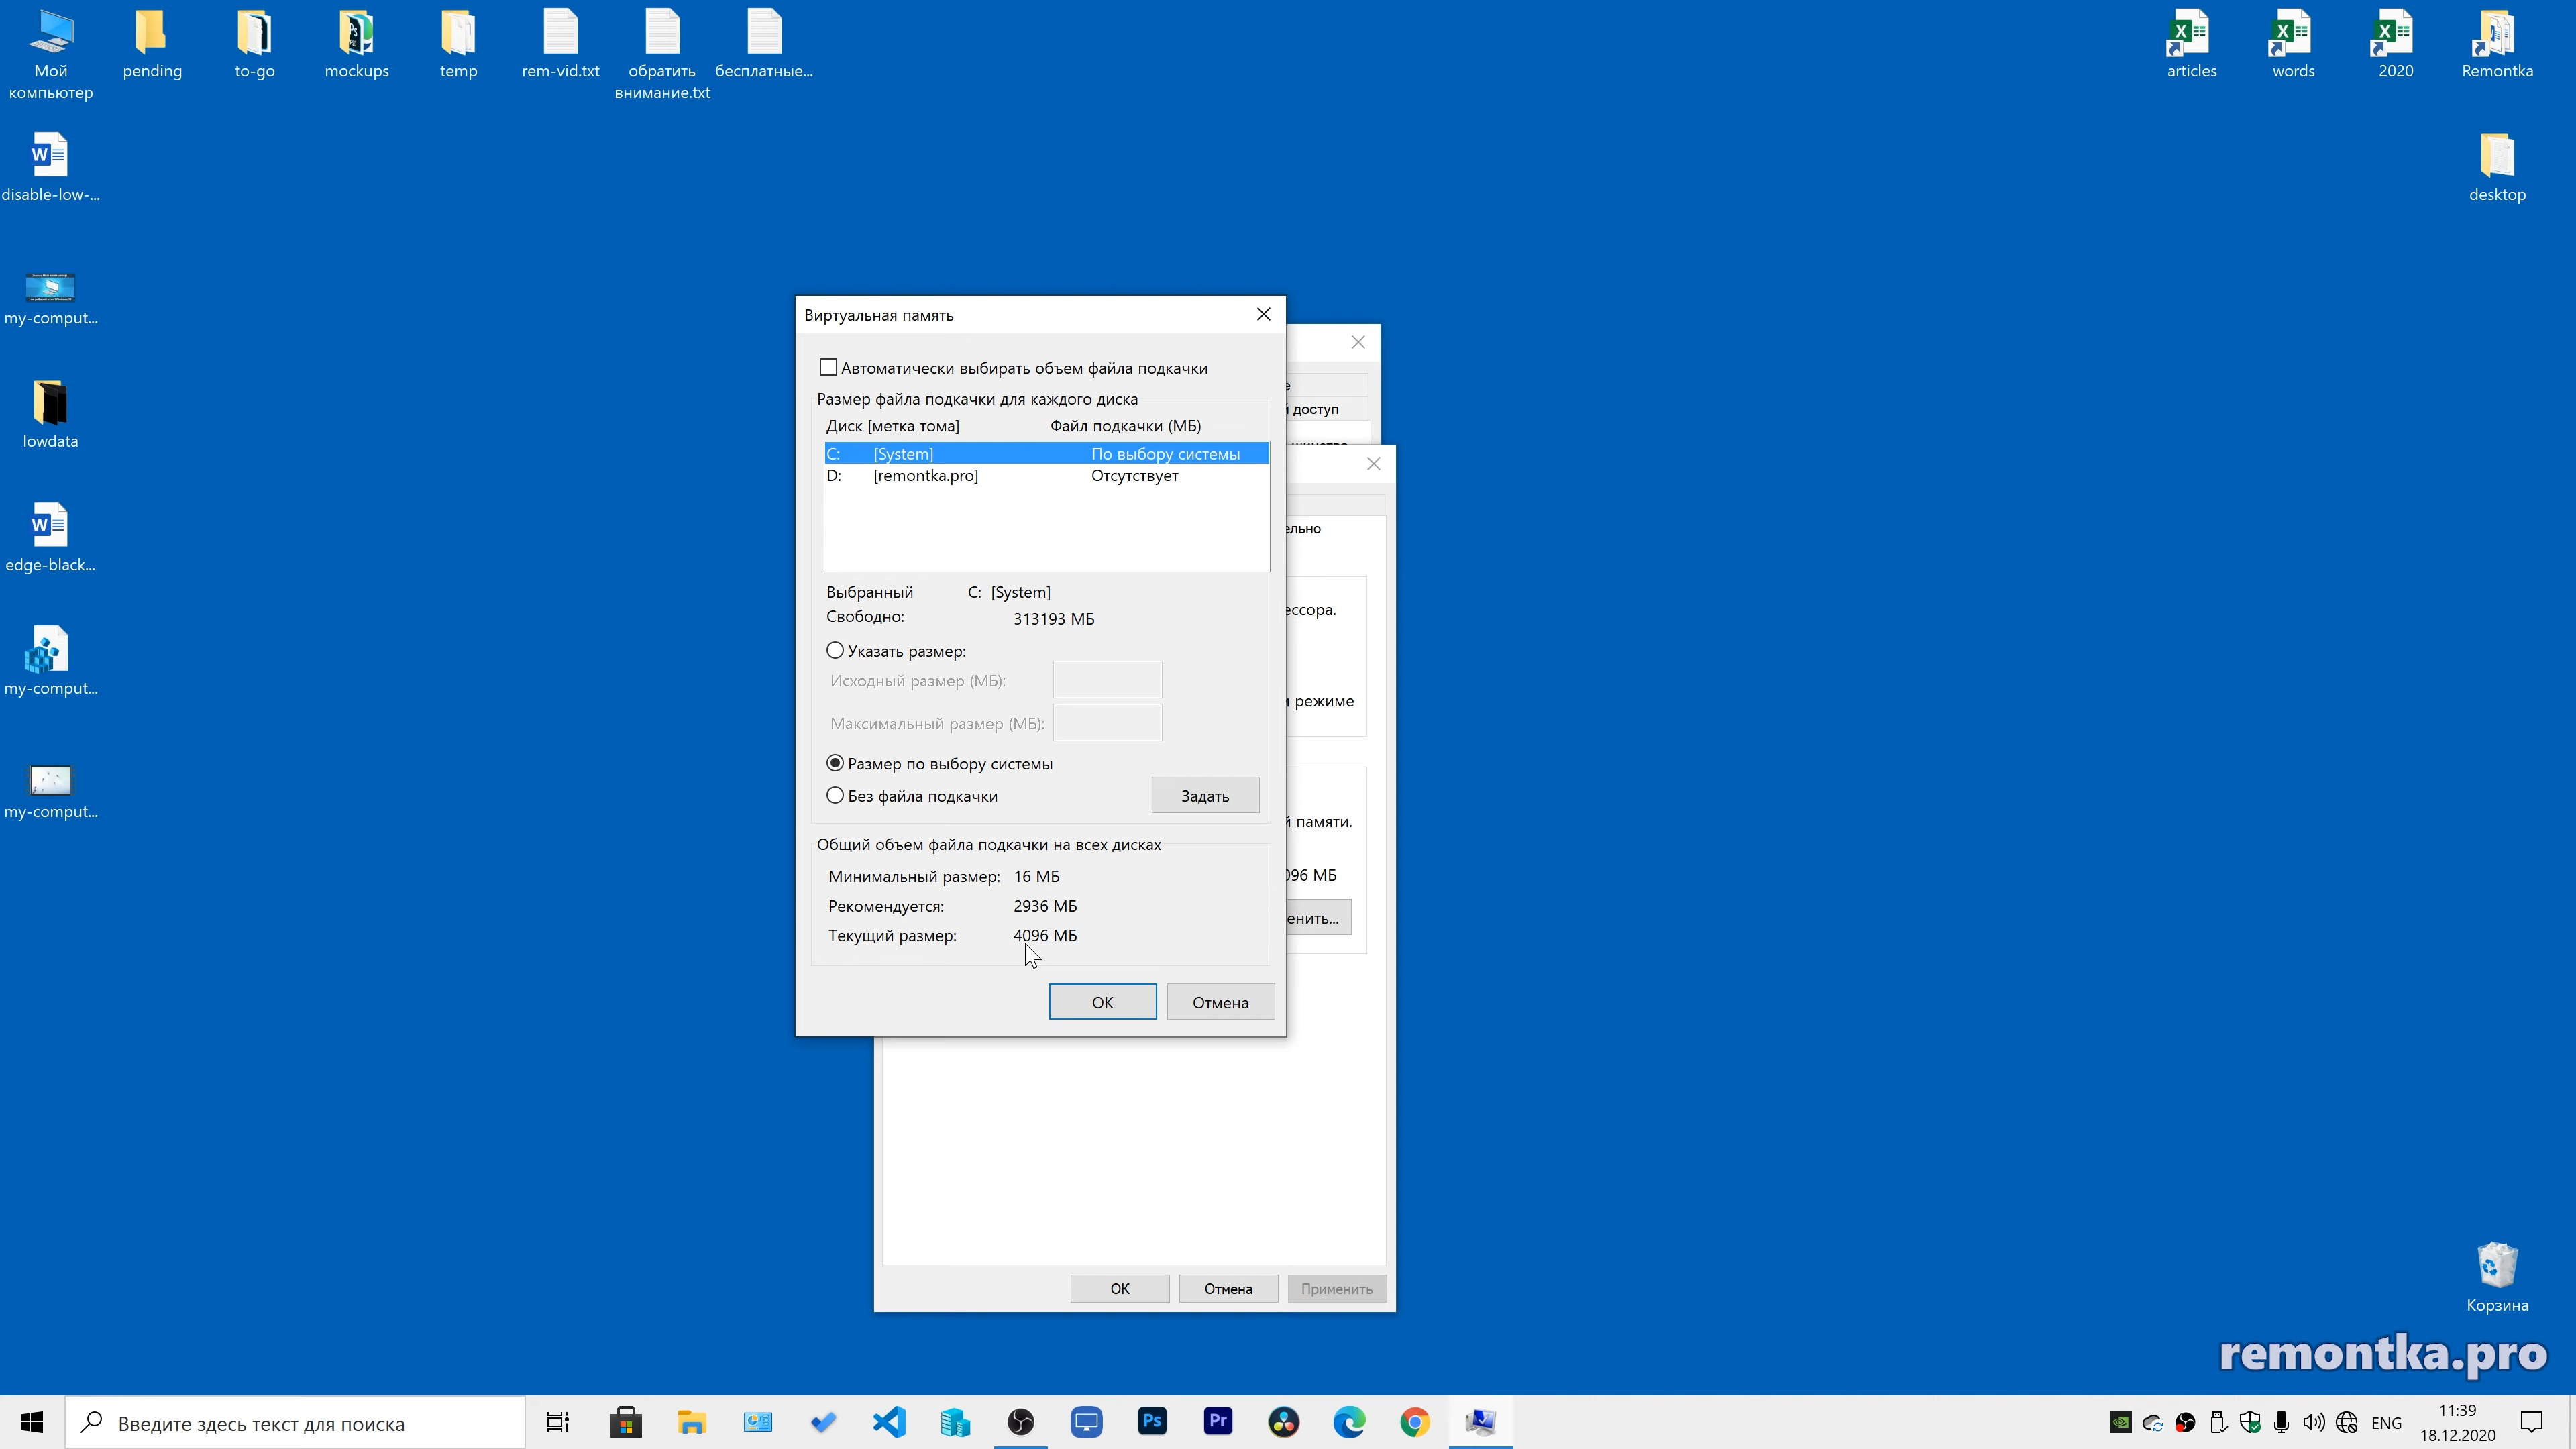 Мой
компьютер
pending
to-go
mockups
temp
rem-vid.txt
обратить
внимание.txt
бесплатные...
articles
words
2020
Remontka
disable-low-...
desktop
my-comput...
lowdata
edge-black...
my-comput...
my-comput...
Виртуальная память
Автоматически выбирать объем файла подкачки
Размер файла подкачки для каждого диска
Диск [метка тома] Файл подкачки (МБ)
C: [System] По выбору системы
D: [remontka.pro] Отсутствует
Выбранный C: [System]
Свободно: 313193 МБ
Указать размер:
Исходный размер (МБ):
Максимальный размер (МБ):
Размер по выбору системы
Без файла подкачки
Задать
Общий объем файла подкачки на всех дисках
Минимальный размер: 16 МБ
Рекомендуется: 2936 МБ
Текущий размер: 4096 МБ
ОК Отмена
доступ
ельно
ессора.
режиме
памяти.
096 МБ
енить...
ОК Отмена Применить
Корзина
remontka.pro
Введите здесь текст для поиска
Ps
Pr
ENG
11:39
18.12.2020